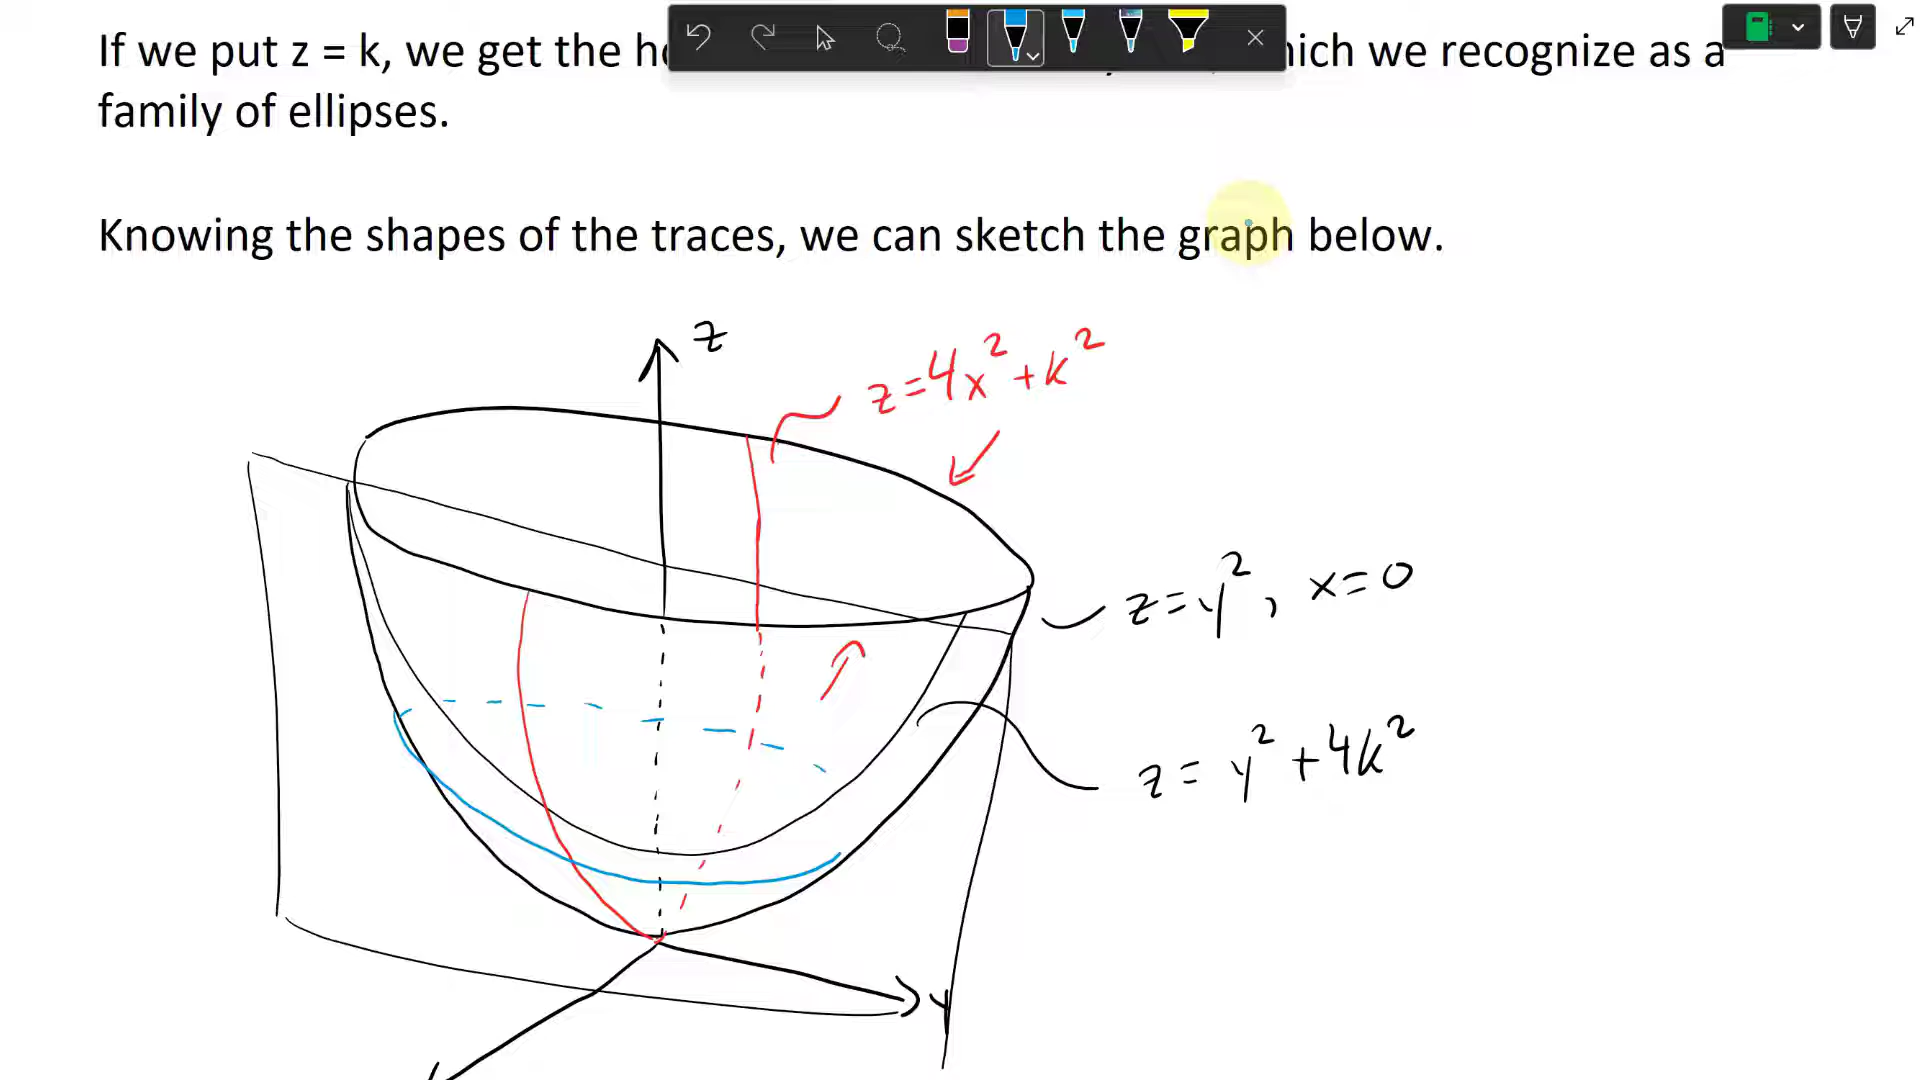 If we put z = k, we get the
which we recognize as a
family of ellipses.
Knowing the shapes of the traces, we can sketch the graph below.
z
z=4x²+k²
z=y², x=0
z=y²+4k²
y